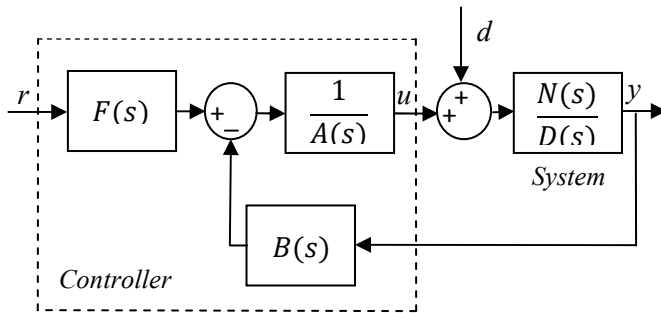 d
r
F(s)
+
−
1
A(s)
u
+
+
N(s)
D(s)
y
System
B(s)
Controller